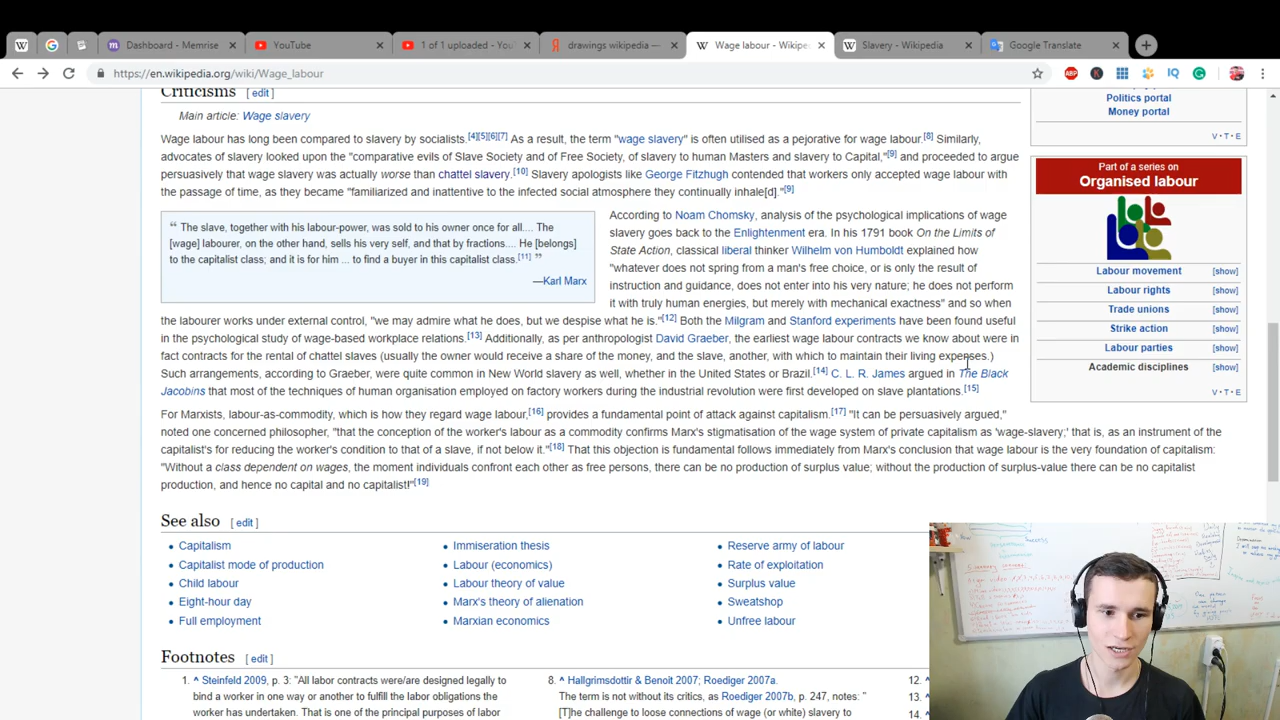 Dashboard - Memrise
YouTube
1 of 1 uploaded - You
drawings wikipedia —
Wage labour - Wikipe
Slavery - Wikipedia
Google Translate
https://en.wikipedia.org/wiki/Wage_labour
Criticisms [ edit ]
Main article: Wage slavery
Wage labour has long been compared to slavery by socialists.[4][5][6][7] As a result, the term "wage slavery" is often utilised as a pejorative for wage labour.[8] Similarly,
advocates of slavery looked upon the "comparative evils of Slave Society and of Free Society, of slavery to human Masters and slavery to Capital,"[9] and proceeded to argue
persuasively that wage slavery was actually worse than chattel slavery.[10] Slavery apologists like George Fitzhugh contended that workers only accepted wage labour with
the passage of time, as they became "familiarized and inattentive to the infected social atmosphere they continually inhale[d]."[9]
“ The slave, together with his labour-power, was sold to his owner once for all.... The
[wage] labourer, on the other hand, sells his very self, and that by fractions.... He [belongs]
to the capitalist class; and it is for him ... to find a buyer in this capitalist class.[11] ”
—Karl Marx
According to Noam Chomsky, analysis of the psychological implications of wage
slavery goes back to the Enlightenment era. In his 1791 book On the Limits of
State Action, classical liberal thinker Wilhelm von Humboldt explained how
"whatever does not spring from a man's free choice, or is only the result of
instruction and guidance, does not enter into his very nature; he does not perform
it with truly human energies, but merely with mechanical exactness" and so when
the labourer works under external control, "we may admire what he does, but we despise what he is."[12] Both the Milgram and Stanford experiments have been found useful
in the psychological study of wage-based workplace relations.[13] Additionally, as per anthropologist David Graeber, the earliest wage labour contracts we know about were in
fact contracts for the rental of chattel slaves (usually the owner would receive a share of the money, and the slave, another, with which to maintain their living expenses.)
Such arrangements, according to Graeber, were quite common in New World slavery as well, whether in the United States or Brazil.[14] C. L. R. James argued in The Black
Jacobins that most of the techniques of human organisation employed on factory workers during the industrial revolution were first developed on slave plantations.[15]
For Marxists, labour-as-commodity, which is how they regard wage labour,[16] provides a fundamental point of attack against capitalism.[17] "It can be persuasively argued,"
noted one concerned philosopher, "that the conception of the worker's labour as a commodity confirms Marx's stigmatisation of the wage system of private capitalism as 'wage-slavery;' that is, as an instrument of the
capitalist's for reducing the worker's condition to that of a slave, if not below it."[18] That this objection is fundamental follows immediately from Marx's conclusion that wage labour is the very foundation of capitalism:
"Without a class dependent on wages, the moment individuals confront each other as free persons, there can be no production of surplus value; without the production of surplus-value there can be no capitalist
production, and hence no capital and no capitalist!"[19]
Politics portal
Money portal
V · T · E
Part of a series on
Organised labour
Labour movement [show]
Labour rights [show]
Trade unions [show]
Strike action [show]
Labour parties [show]
Academic disciplines [show]
V · T · E
See also [ edit ]
Capitalism
Capitalist mode of production
Child labour
Eight-hour day
Full employment
Immiseration thesis
Labour (economics)
Labour theory of value
Marx's theory of alienation
Marxian economics
Reserve army of labour
Rate of exploitation
Surplus value
Sweatshop
Unfree labour
Footnotes [ edit ]
1. ^ Steinfeld 2009, p. 3: "All labor contracts were/are designed legally to
bind a worker in one way or another to fulfill the labor obligations the
worker has undertaken. That is one of the principal purposes of labor
8. ^ Hallgrimsdottir & Benoit 2007; Roediger 2007a.
The term is not without its critics, as Roediger 2007b, p. 247, notes: "
[T]he challenge to loose connections of wage (or white) slavery to
12. ^
13. ^
14. ^